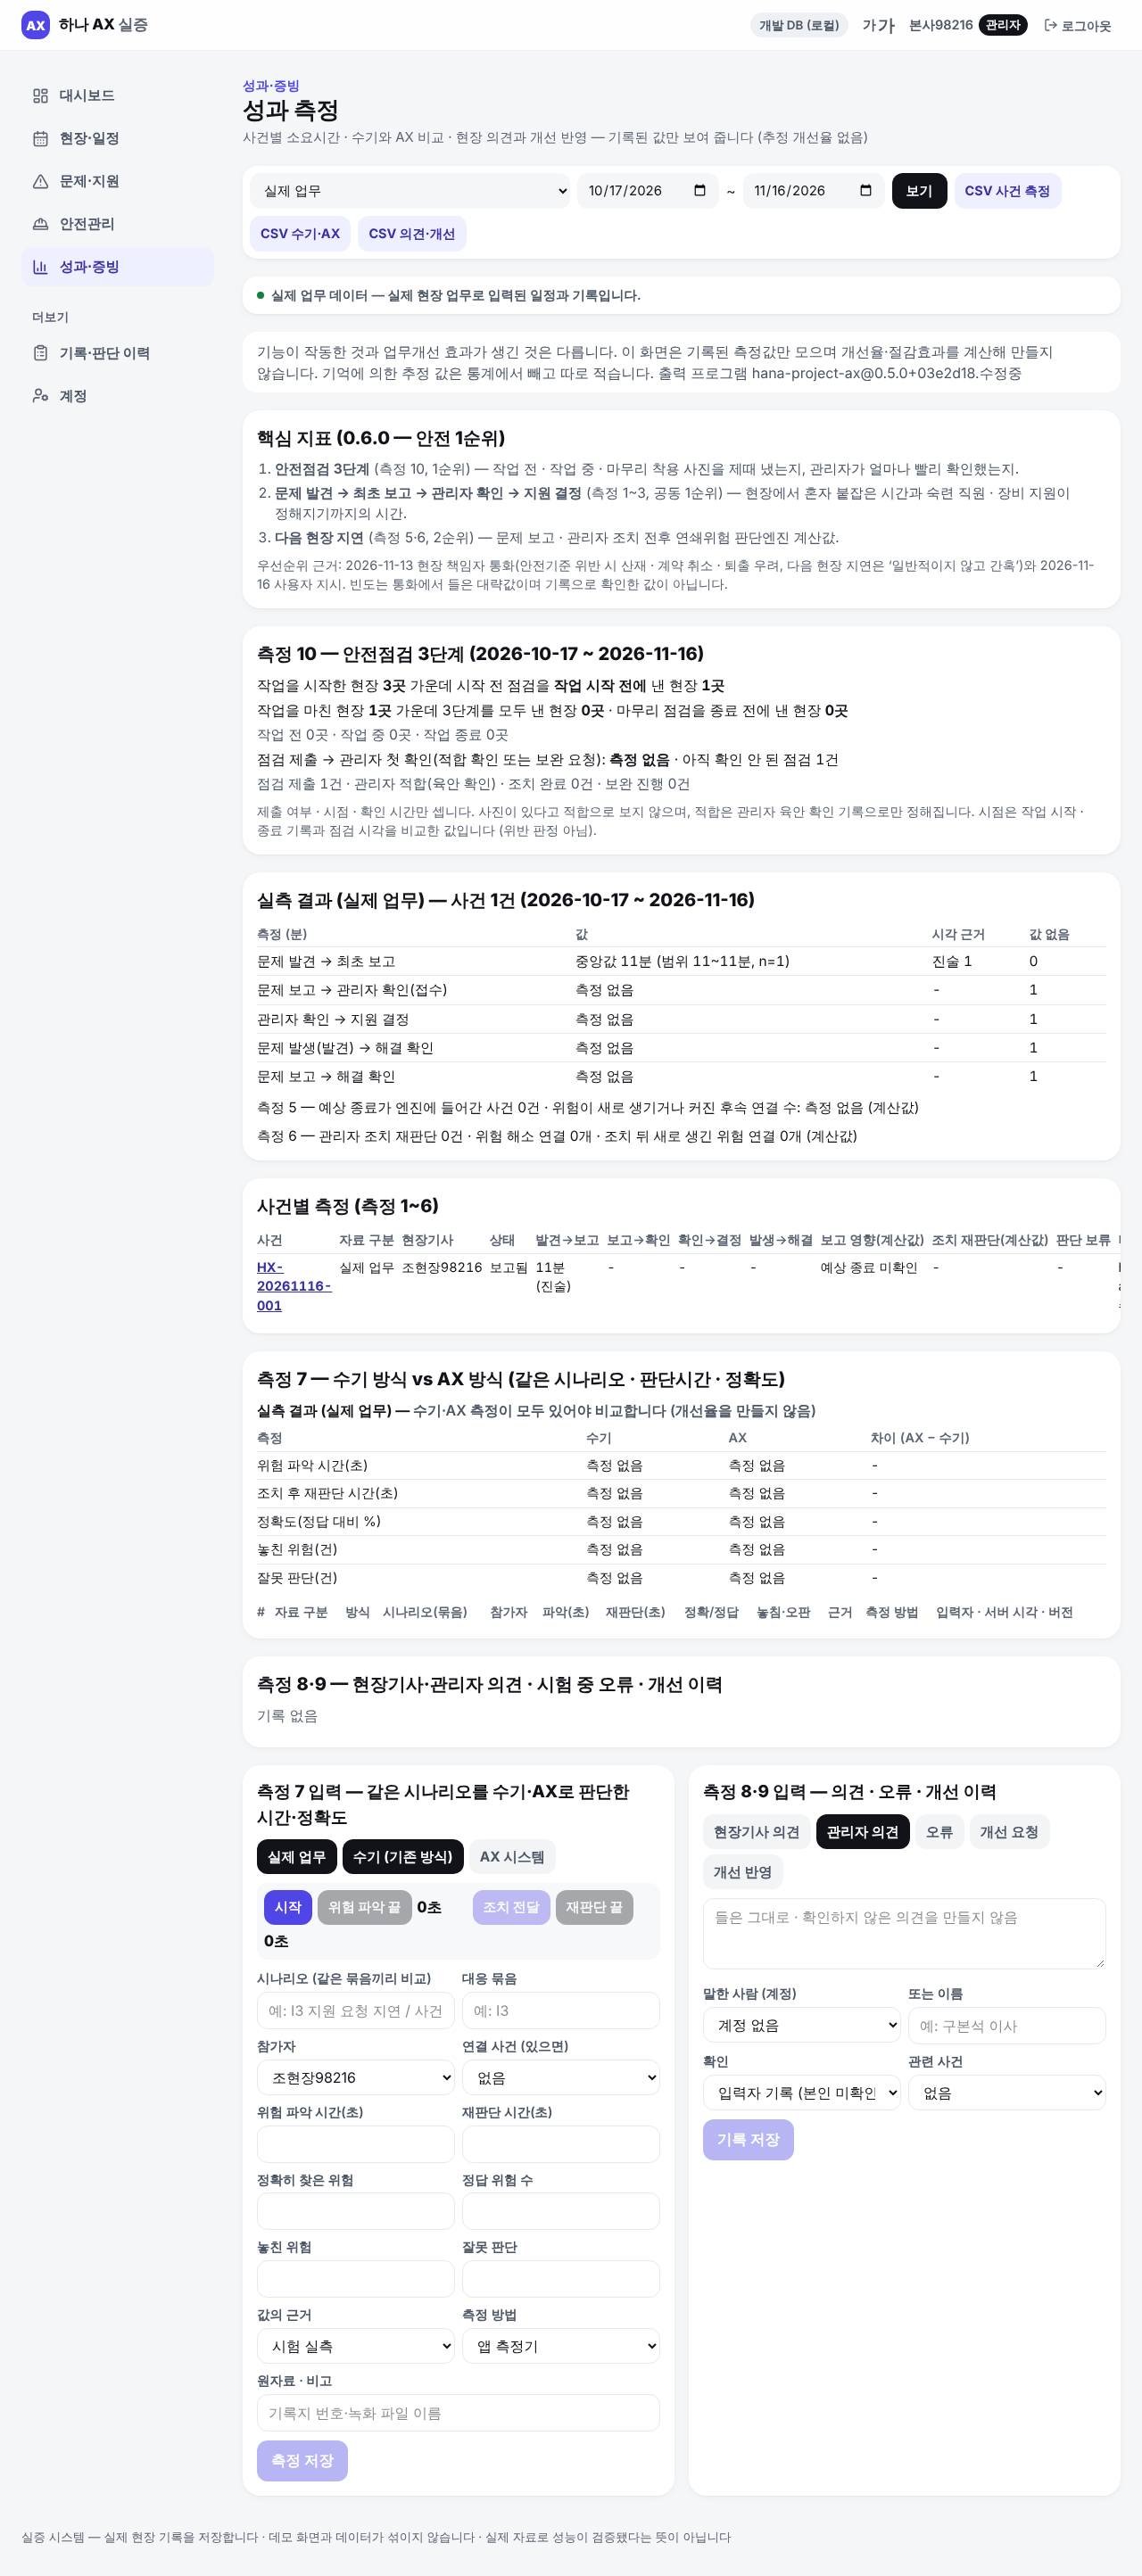 AX 하나 AX 실증
개발 DB (로컬) 가 가 본사98216 관리자 로그아웃
대시보드
현장·일정
문제·지원
안전관리
성과·증빙
더보기
기록·판단 이력
계정
성과·증빙
성과 측정
사건별 소요시간 · 수기와 AX 비교 · 현장 의견과 개선 반영 — 기록된 값만 보여 줍니다 (추정 개선율 없음)
실제 업무 10/17/2026 ~ 11/16/2026 보기 CSV 사건 측정
CSV 수기·AX CSV 의견·개선
실제 업무 데이터 — 실제 현장 업무로 입력된 일정과 기록입니다.
기능이 작동한 것과 업무개선 효과가 생긴 것은 다릅니다. 이 화면은 기록된 측정값만 모으며 개선율·절감효과를 계산해 만들지
않습니다. 기억에 의한 추정 값은 통계에서 빼고 따로 적습니다. 출력 프로그램 hana-project-ax@0.5.0+03e2d18.수정중
핵심 지표 (0.6.0 — 안전 1순위)
1. 안전점검 3단계 (측정 10, 1순위) — 작업 전 · 작업 중 · 마무리 착용 사진을 제때 냈는지, 관리자가 얼마나 빨리 확인했는지.
2. 문제 발견 → 최초 보고 → 관리자 확인 → 지원 결정 (측정 1~3, 공동 1순위) — 현장에서 혼자 붙잡은 시간과 숙련 직원 · 장비 지원이
정해지기까지의 시간.
3. 다음 현장 지연 (측정 5·6, 2순위) — 문제 보고 · 관리자 조치 전후 연쇄위험 판단엔진 계산값.
우선순위 근거: 2026-11-13 현장 책임자 통화(안전기준 위반 시 산재 · 계약 취소 · 퇴출 우려, 다음 현장 지연은 ‘일반적이지 않고 간혹’)와 2026-11-
16 사용자 지시. 빈도는 통화에서 들은 대략값이며 기록으로 확인한 값이 아닙니다.
측정 10 — 안전점검 3단계 (2026-10-17 ~ 2026-11-16)
작업을 시작한 현장 3곳 가운데 시작 전 점검을 작업 시작 전에 낸 현장 1곳
작업을 마친 현장 1곳 가운데 3단계를 모두 낸 현장 0곳 · 마무리 점검을 종료 전에 낸 현장 0곳
작업 전 0곳 · 작업 중 0곳 · 작업 종료 0곳
점검 제출 → 관리자 첫 확인(적합 확인 또는 보완 요청): 측정 없음 · 아직 확인 안 된 점검 1건
점검 제출 1건 · 관리자 적합(육안 확인) · 조치 완료 0건 · 보완 진행 0건
제출 여부 · 시점 · 확인 시간만 셉니다. 사진이 있다고 적합으로 보지 않으며, 적합은 관리자 육안 확인 기록으로만 정해집니다. 시점은 작업 시작 ·
종료 기록과 점검 시각을 비교한 값입니다 (위반 판정 아님).
실측 결과 (실제 업무) — 사건 1건 (2026-10-17 ~ 2026-11-16)
측정 (분) 값 시각 근거 값 없음
문제 발견 → 최초 보고 중앙값 11분 (범위 11~11분, n=1) 진술 1 0
문제 보고 → 관리자 확인(접수) 측정 없음 - 1
관리자 확인 → 지원 결정 측정 없음 - 1
문제 발생(발견) → 해결 확인 측정 없음 - 1
문제 보고 → 해결 확인 측정 없음 - 1
측정 5 — 예상 종료가 엔진에 들어간 사건 0건 · 위험이 새로 생기거나 커진 후속 연결 수: 측정 없음 (계산값)
측정 6 — 관리자 조치 재판단 0건 · 위험 해소 연결 0개 · 조치 뒤 새로 생긴 위험 연결 0개 (계산값)
사건별 측정 (측정 1~6)
사건 자료 구분 현장기사 상태 발견→보고 보고→확인 확인→결정 발생→해결 보고 영향(계산값) 조치 재판단(계산값) 판단 보류
HX-20261116-001 실제 업무 조현장98216 보고됨 11분 (진술) - - - 예상 종료 미확인 - -
측정 7 — 수기 방식 vs AX 방식 (같은 시나리오 · 판단시간 · 정확도)
실측 결과 (실제 업무) — 수기·AX 측정이 모두 있어야 비교합니다 (개선율을 만들지 않음)
측정 수기 AX 차이 (AX − 수기)
위험 파악 시간(초) 측정 없음 측정 없음 -
조치 후 재판단 시간(초) 측정 없음 측정 없음 -
정확도(정답 대비 %) 측정 없음 측정 없음 -
놓친 위험(건) 측정 없음 측정 없음 -
잘못 판단(건) 측정 없음 측정 없음 -
# 자료 구분 방식 시나리오(묶음) 참가자 파악(초) 재판단(초) 정확/정답 놓침·오판 근거 측정 방법 입력자 · 서버 시각 · 버전
측정 8·9 — 현장기사·관리자 의견 · 시험 중 오류 · 개선 이력
기록 없음
측정 7 입력 — 같은 시나리오를 수기·AX로 판단한
시간·정확도
실제 업무 수기 (기존 방식) AX 시스템
시작 위험 파악 끝 0초 조치 전달 재판단 끝
0초
시나리오 (같은 묶음끼리 비교) 대응 묶음
예: I3 지원 요청 지연 / 사건 예: I3
참가자 연결 사건 (있으면)
조현장98216 없음
위험 파악 시간(초) 재판단 시간(초)
정확히 찾은 위험 정답 위험 수
놓친 위험 잘못 판단
값의 근거 측정 방법
시험 실측 앱 측정기
원자료 · 비고
기록지 번호·녹화 파일 이름
측정 저장
측정 8·9 입력 — 의견 · 오류 · 개선 이력
현장기사 의견 관리자 의견 오류 개선 요청
개선 반영
들은 그대로 · 확인하지 않은 의견을 만들지 않음
말한 사람 (계정) 또는 이름
계정 없음 예: 구본석 이사
확인 관련 사건
입력자 기록 (본인 미확인 없음
기록 저장
실증 시스템 — 실제 현장 기록을 저장합니다 · 데모 화면과 데이터가 섞이지 않습니다 · 실제 자료로 성능이 검증됐다는 뜻이 아닙니다